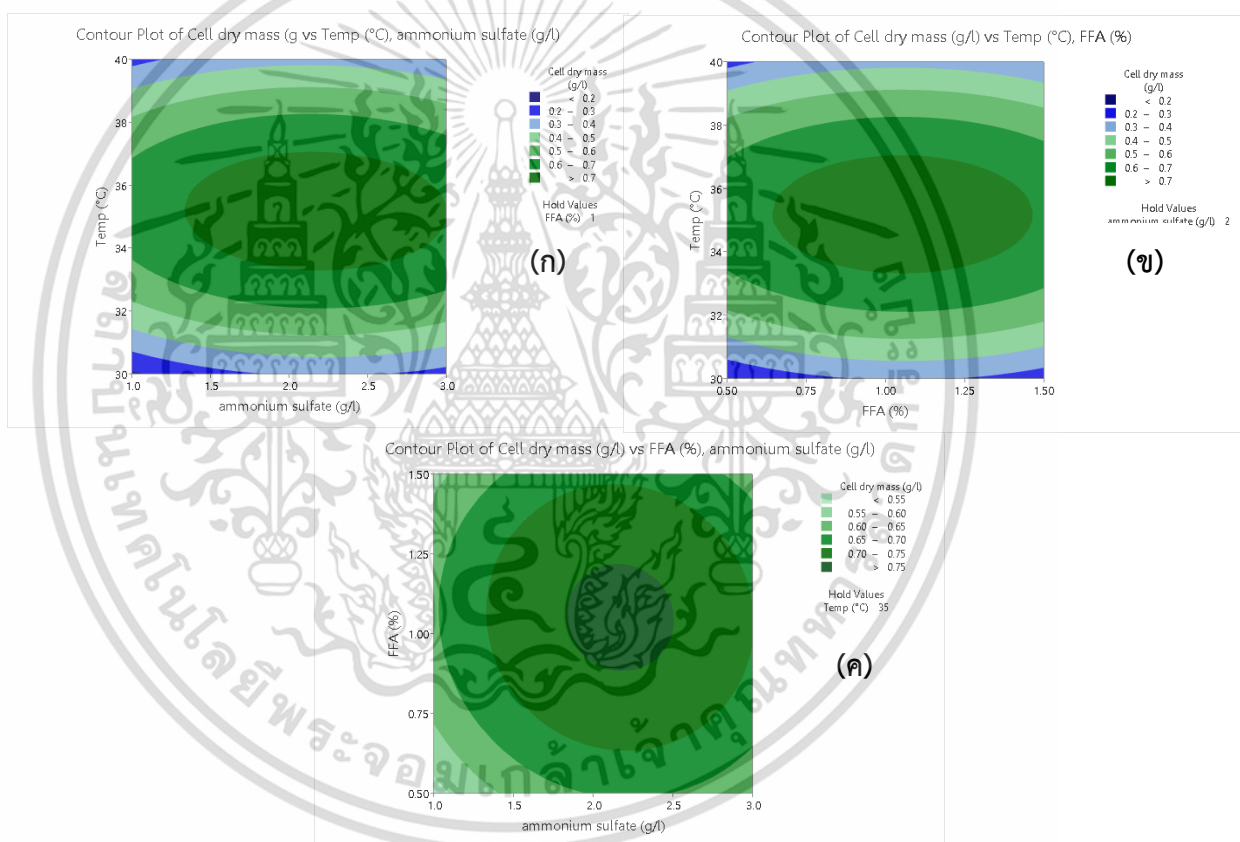 Contour Plot of Cell dry mass (g vs Temp (°C), ammonium sulfate (g/l)
Temp (°C)
40
38
36
34
32
30
1.0 1.5 2.0 2.5 3.0
ammonium sulfate (g/l)
Cell dry mass
(g/l)
< 0.2
0.2 – 0.3
0.3 – 0.4
0.4 – 0.5
0.5 – 0.6
0.6 – 0.7
> 0.7
Hold Values
FFA (%) 1
(ก)
Contour Plot of Cell dry mass (g/l) vs Temp (°C), FFA (%)
Temp (°C)
40
38
36
34
32
30
0.50 0.75 1.00 1.25 1.50
FFA (%)
Cell dry mass
(g/l)
< 0.2
0.2 – 0.3
0.3 – 0.4
0.4 – 0.5
0.5 – 0.6
0.6 – 0.7
> 0.7
Hold Values
ammonium sulfate (g/l) 2
(ข)
Contour Plot of Cell dry mass (g/l) vs FFA (%), ammonium sulfate (g/l)
FFA (%)
1.50
1.25
1.00
0.75
0.50
1.0 1.5 2.0 2.5 3.0
ammonium sulfate (g/l)
Cell dry mass (g/l)
< 0.55
0.55 – 0.60
0.60 – 0.65
0.65 – 0.70
0.70 – 0.75
> 0.75
Hold Values
Temp (°C) 35
(ค)